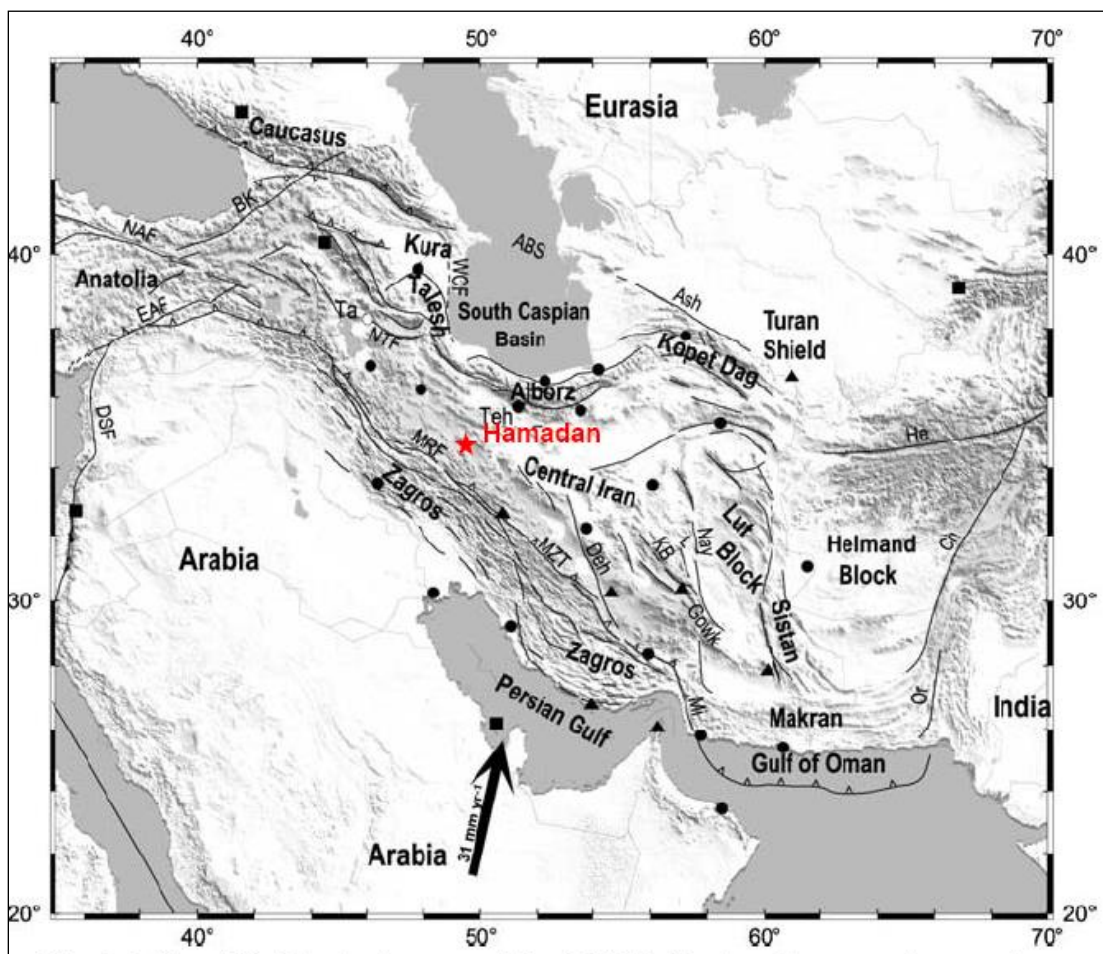 40°
50°
60°
70°
Eurasia
Caucasus
BK
NAF
ABS
Kura
40°
40°
WCF
Anatolia
Talesh
Ash
EAF
Ta
South Caspian
Basin
Turan
Shield
NTF
Kopet Dag
Alborz
Teh
DSF
Hamadan
He
MRF
Central Iran
Zagros
Lut
Block
Nay
Arabia
MZT
Deh
KB
Helmand
Block
Ch
30°
30°
Gowk
Sistan
Zagros
Or
Persian Gulf
Mi
Makran
India
Gulf of Oman
31 mm yr⁻¹
Arabia
20°
20°
40°
50°
60°
70°